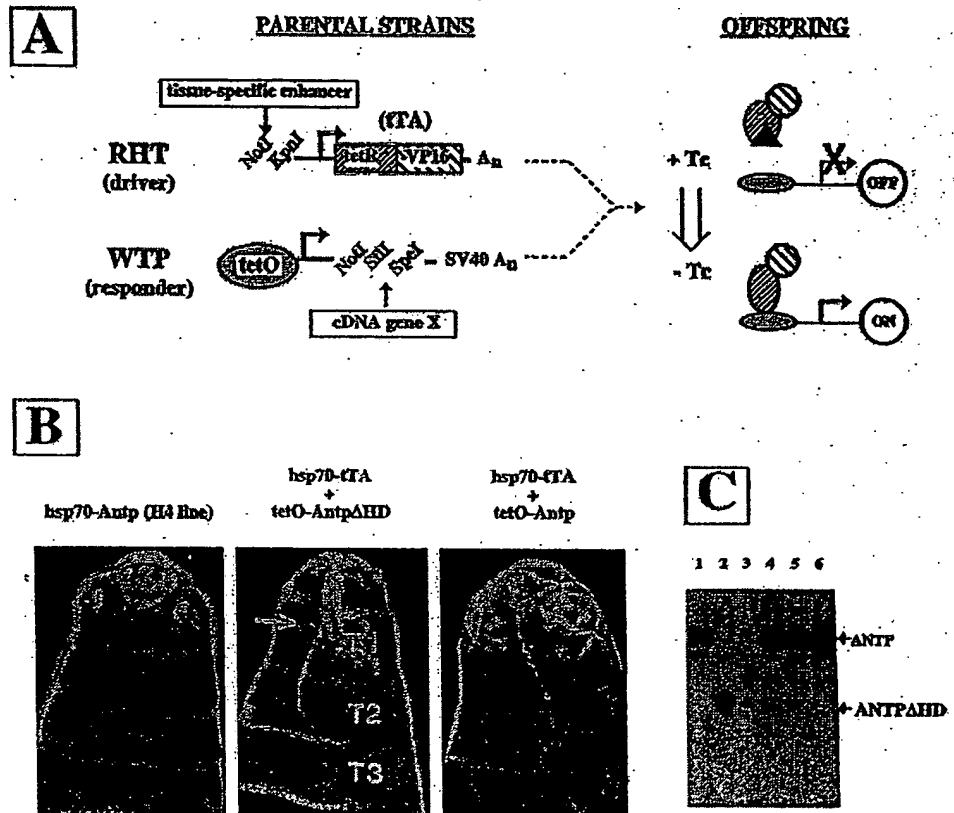 A
PARENTAL STRAINS
OFFSPRING
tissue-specific enhancer
(tTA)
NotI KpnI
RHT
(driver)
tetR VP16 - An
+ Tc
X
OFF
WTP
(responder)
tetO
NotI SfiI SpeI - SV40 An
- Tc
cDNA gene X
ON
B
hsp70-Antp (H4 line)
hsp70-tTA
+
tetO-AntpΔHD
hsp70-tTA
+
tetO-Antp
C
1 2 3 4 5 6
T1
T2
T3
ANTP
ANTPΔHD